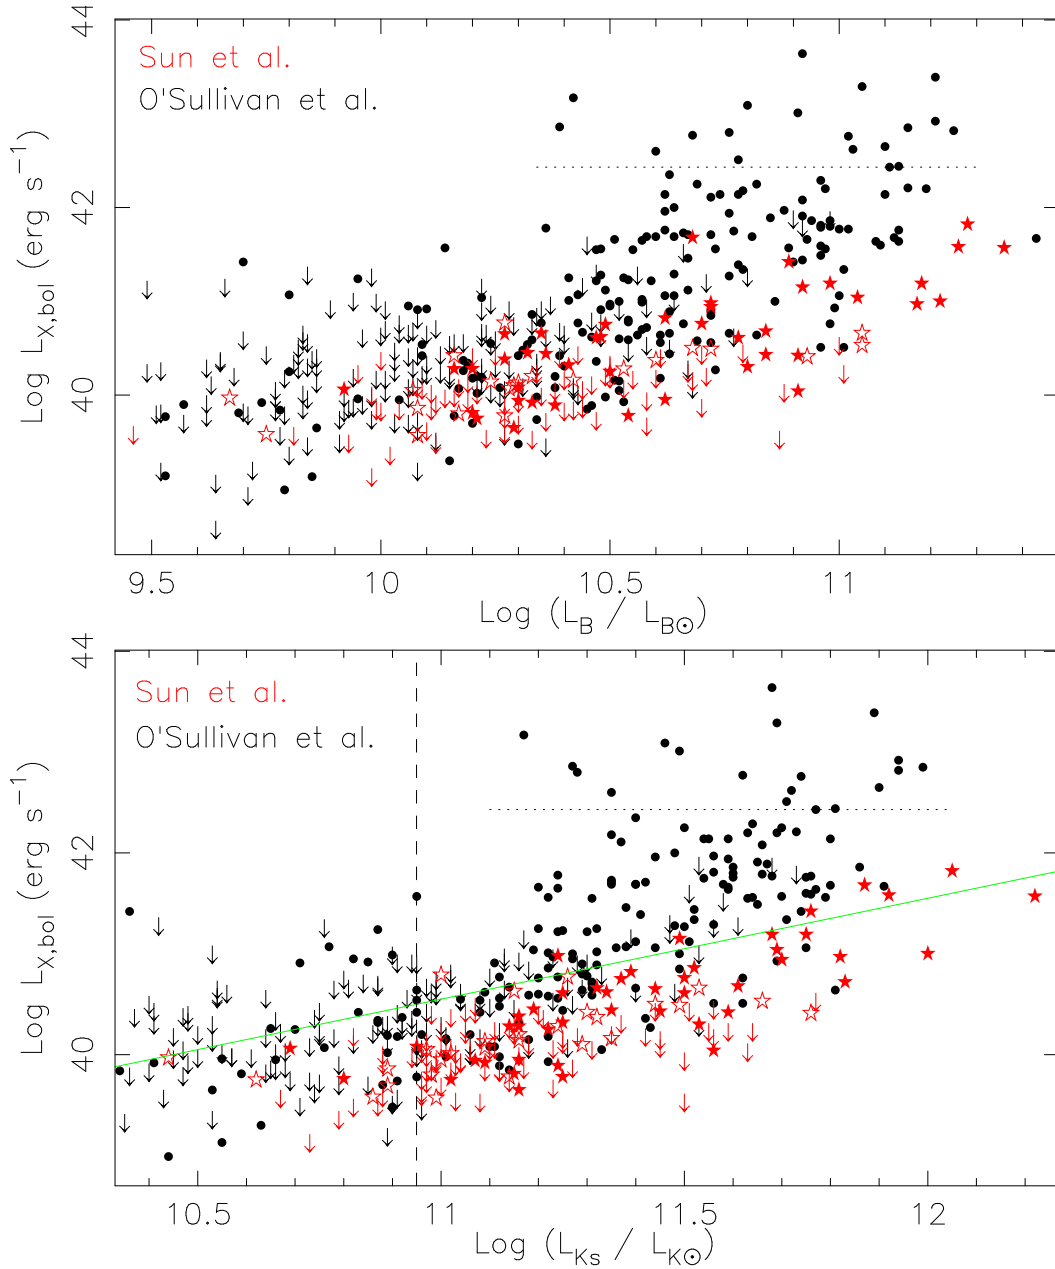 44
Sun et al.
O'Sullivan et al.
42
40
Log L_X,bol (erg s⁻¹)
9.5 10 10.5 11
Log (L_B / L_B⊙)
44
Sun et al.
O'Sullivan et al.
42
40
Log L_X,bol (erg s⁻¹)
10.5 11 11.5 12
Log (L_Ks / L_K⊙)